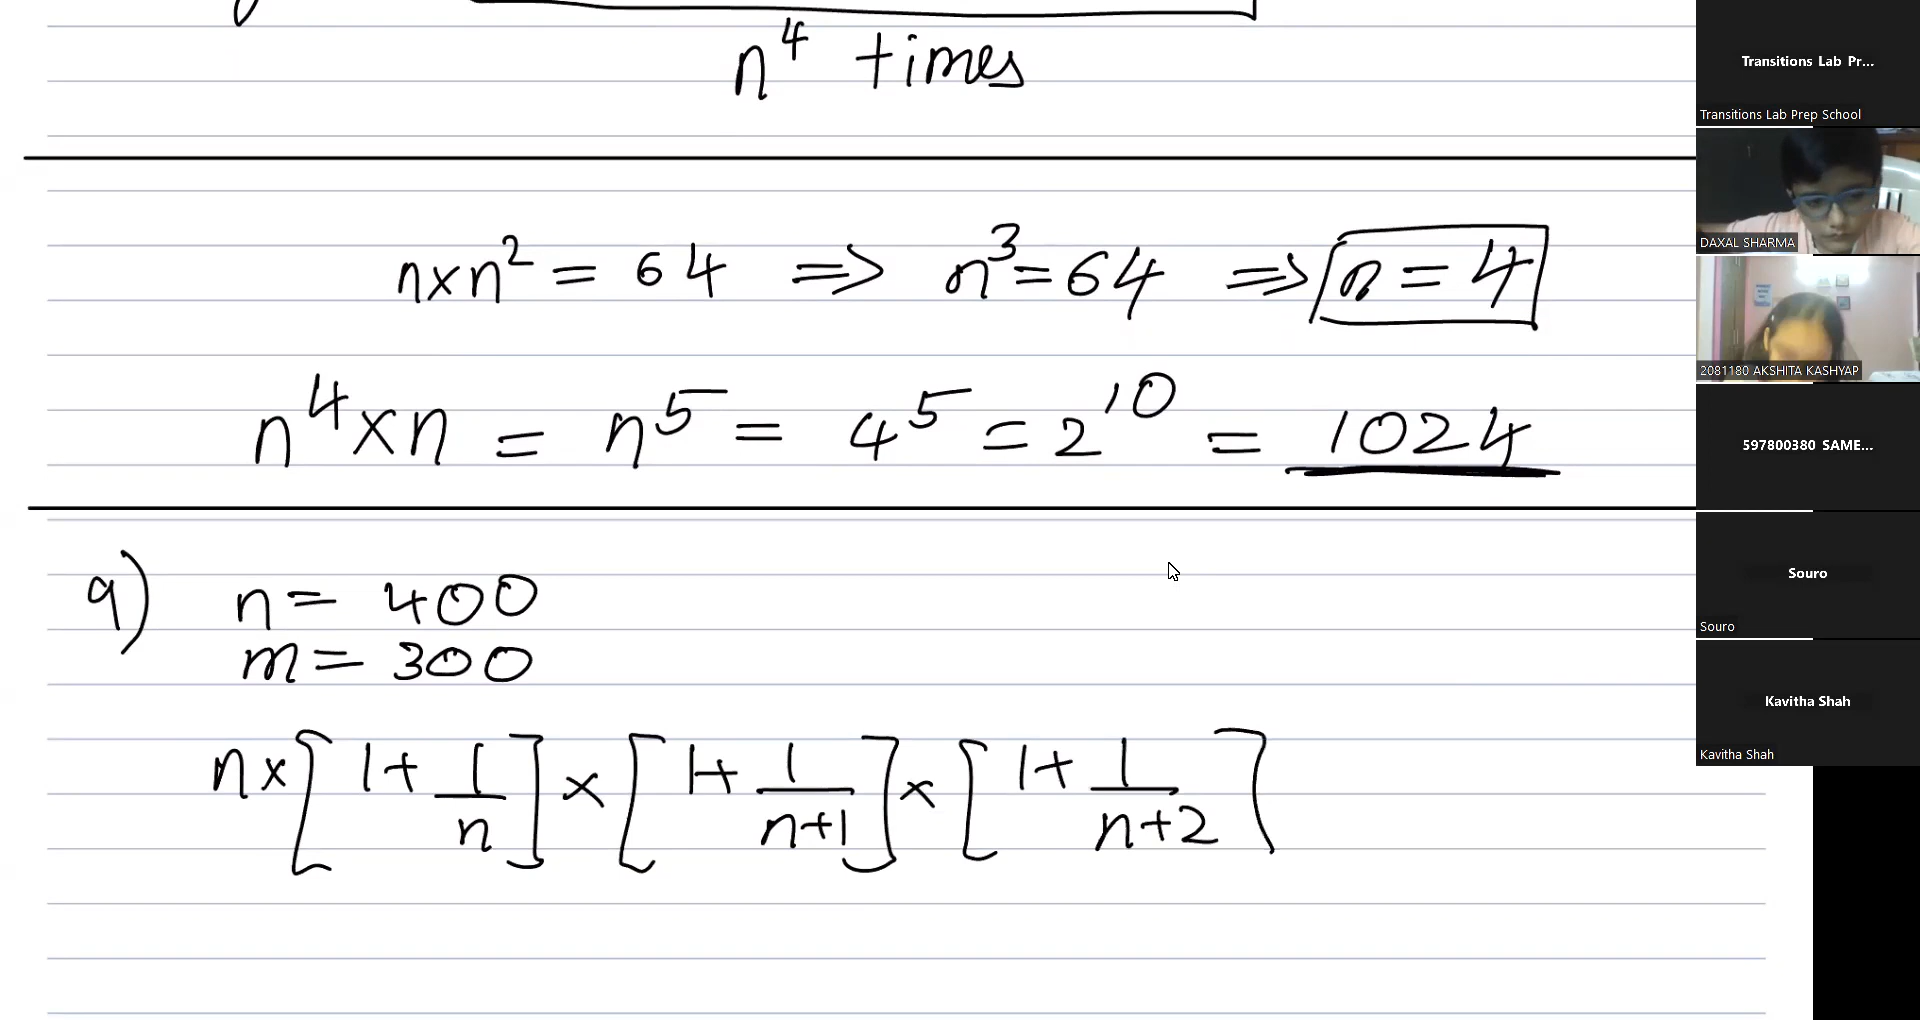 n⁴ times
n×n² = 64 ⇒ n³=64 ⇒ n=4
n⁴×n = n⁵ = 4⁵ = 2¹⁰ = 1024
9) n= 400
m= 300
n×[1+ 1/n]×[1+ 1/n+1]×[1+ 1/n+2]
Transitions Lab Pr...
Transitions Lab Prep School
DAXAL SHARMA
2081180 AKSHITA KASHYAP
597800380 SAME...
Souro
Souro
Kavitha Shah
Kavitha Shah